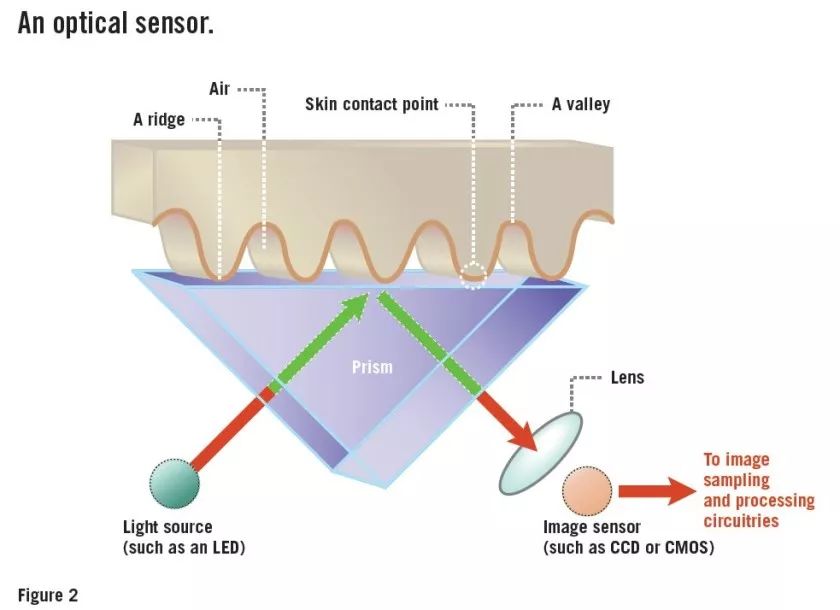 An optical sensor.
Air
A ridge
Skin contact point
A valley
Prism
Lens
Light source
(such as an LED)
Image sensor
(such as CCD or CMOS)
To image
sampling
and processing
circuitries
Figure 2